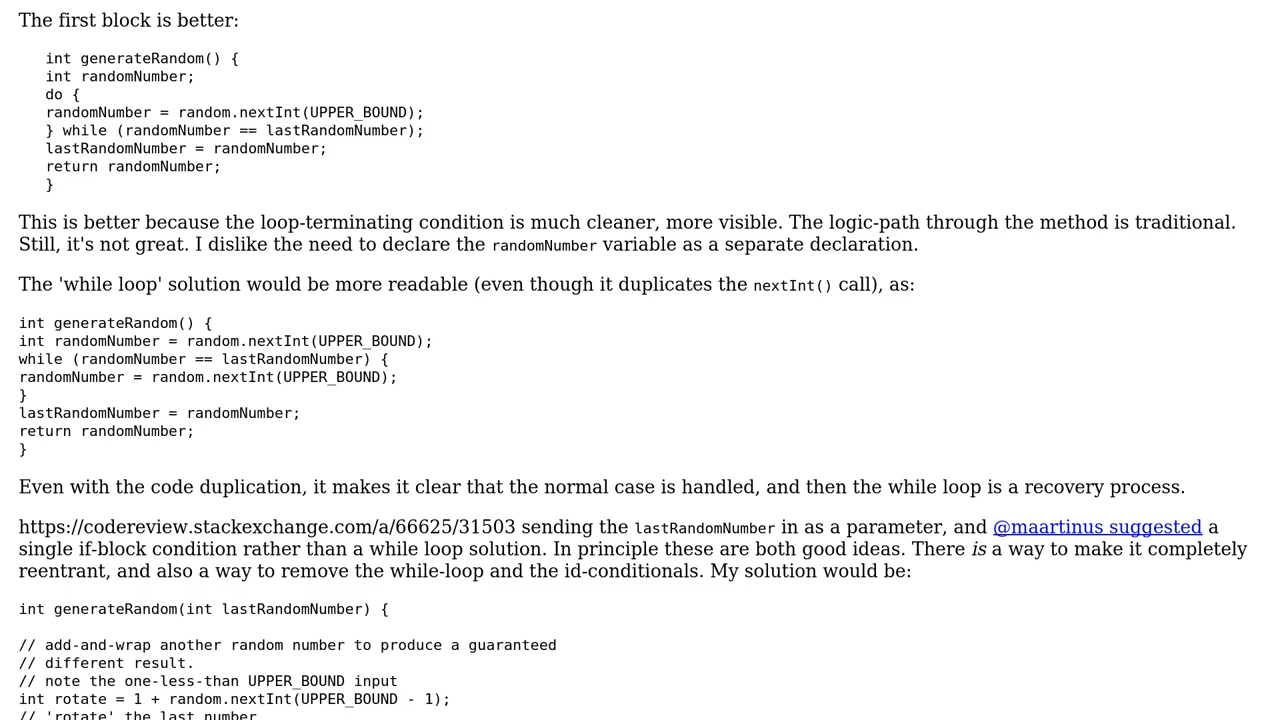 The first block is better:
int generateRandom() {
int randomNumber;
do {
randomNumber = random.nextInt(UPPER_BOUND);
} while (randomNumber == lastRandomNumber);
lastRandomNumber = randomNumber;
return randomNumber;
}
This is better because the loop-terminating condition is much cleaner, more visible. The logic-path through the method is traditional.
Still, it's not great. I dislike the need to declare the randomNumber variable as a separate declaration.
The 'while loop' solution would be more readable (even though it duplicates the nextInt() call), as:
int generateRandom() {
int randomNumber = random.nextInt(UPPER_BOUND);
while (randomNumber == lastRandomNumber) {
randomNumber = random.nextInt(UPPER_BOUND);
}
lastRandomNumber = randomNumber;
return randomNumber;
}
Even with the code duplication, it makes it clear that the normal case is handled, and then the while loop is a recovery process.
https://codereview.stackexchange.com/a/66625/31503 sending the lastRandomNumber in as a parameter, and @maartinus suggested a
single if-block condition rather than a while loop solution. In principle these are both good ideas. There is a way to make it completely
reentrant, and also a way to remove the while-loop and the id-conditionals. My solution would be:
int generateRandom(int lastRandomNumber) {
// add-and-wrap another random number to produce a guaranteed
// different result.
// note the one-less-than UPPER_BOUND input
int rotate = 1 + random.nextInt(UPPER_BOUND - 1);
// 'rotate' the last number